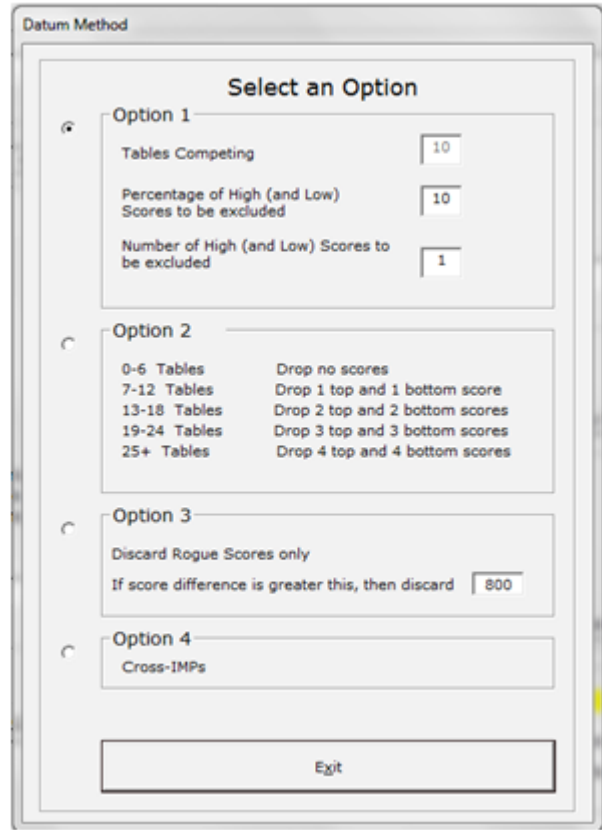 Datum Method
Select an Option
Option 1
Tables Competing 10
Percentage of High (and Low)
Scores to be excluded 10
Number of High (and Low) Scores to
be excluded 1
Option 2
0-6 Tables Drop no scores
7-12 Tables Drop 1 top and 1 bottom score
13-18 Tables Drop 2 top and 2 bottom scores
19-24 Tables Drop 3 top and 3 bottom scores
25+ Tables Drop 4 top and 4 bottom scores
Option 3
Discard Rogue Scores only
If score difference is greater this, then discard 800
Option 4
Cross-IMPs
Exit